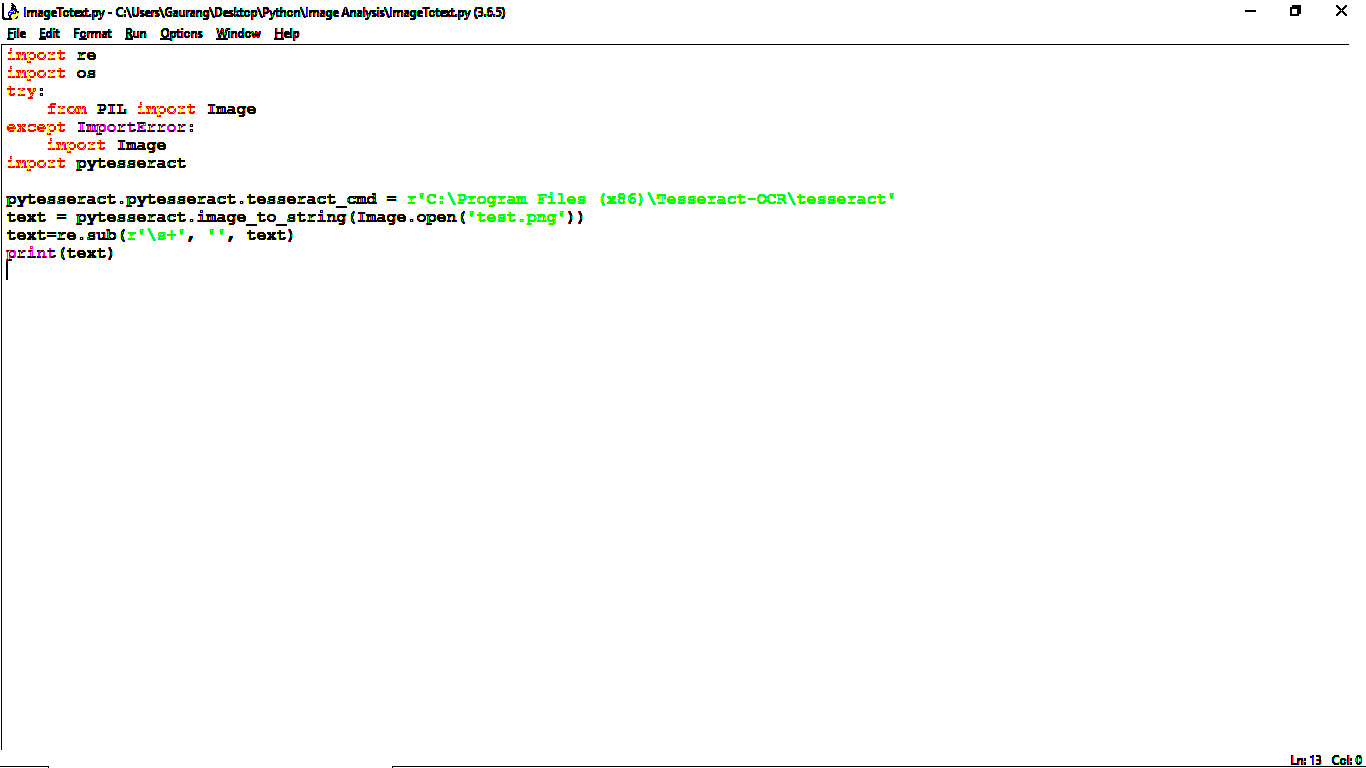 ImageTotext.py - C:\Users\Gaurang\Desktop\Python\Image Analysis\ImageTotext.py (3.6.5)
File Edit Format Run Options Window Help
import re
import os
try:
    from PIL import Image
except ImportError:
    import Image
import pytesseract

pytesseract.pytesseract.tesseract_cmd = r'C:\Program Files (x86)\Tesseract-OCR\tesseract'
text = pytesseract.image_to_string(Image.open('test.png'))
text=re.sub(r'\s+', '', text)
print(text)
Ln: 13 Col: 0